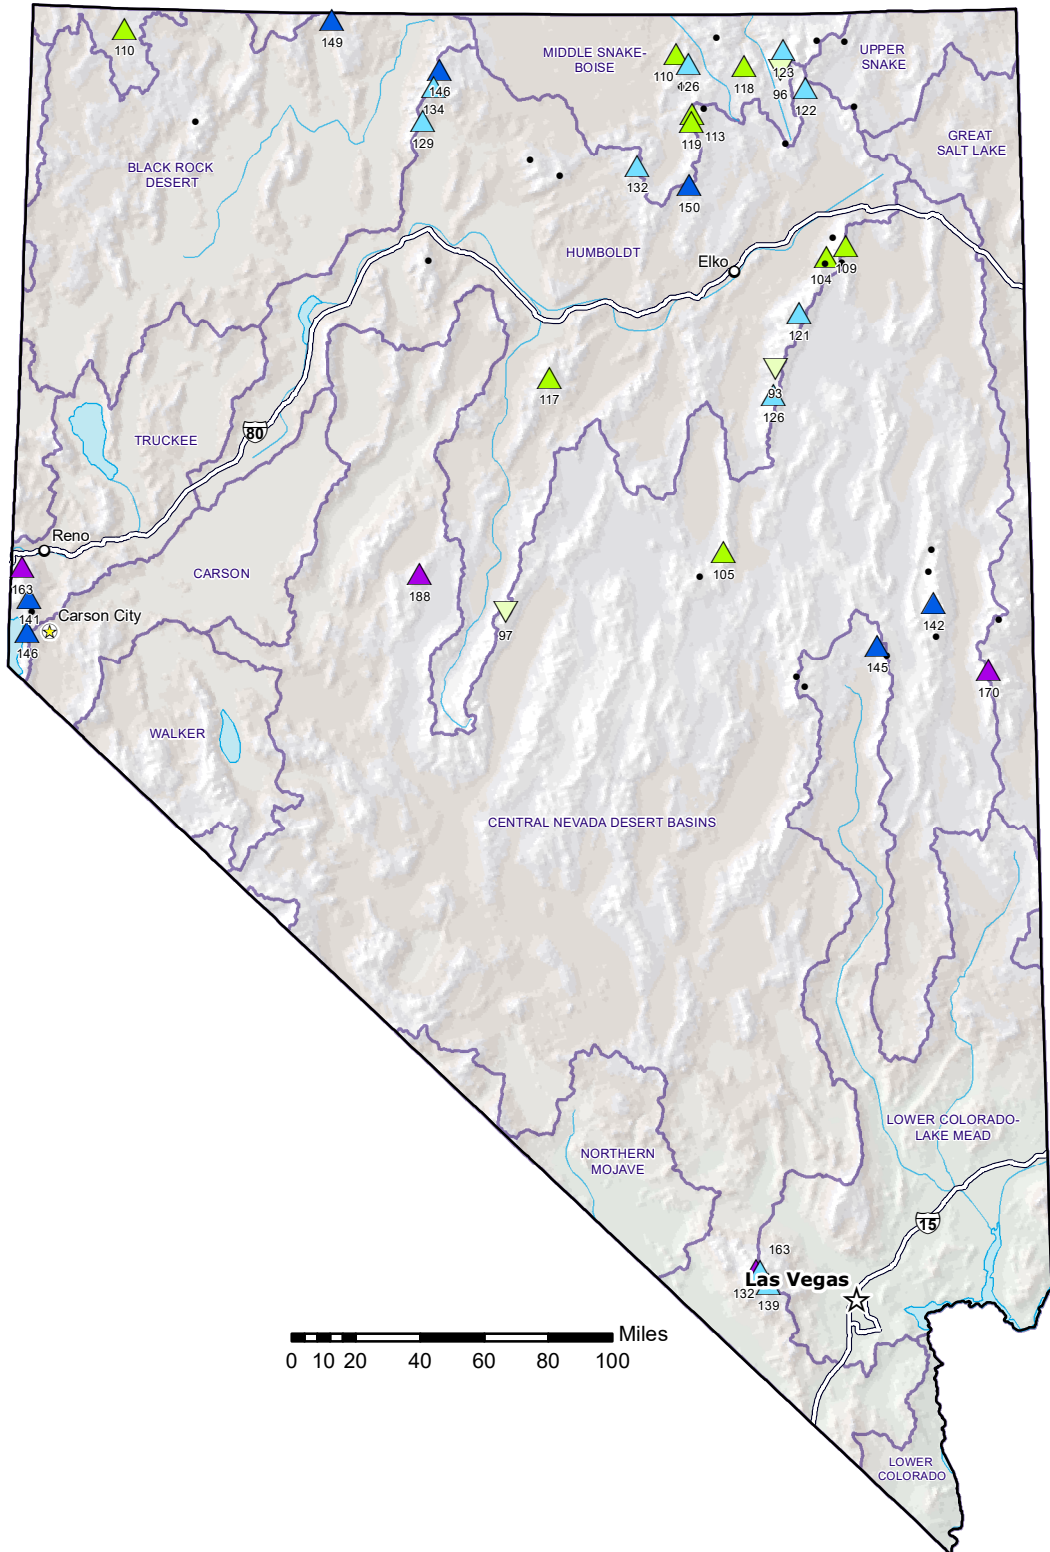 110
149
MIDDLE SNAKE-
BOISE
110
126
118
123
96
122
UPPER
SNAKE
146
134
129
113
119
GREAT
SALT LAKE
BLACK ROCK
DESERT
132
150
HUMBOLDT
Elko
104
109
121
117
93
126
TRUCKEE
80
Reno
163
141
Carson City
146
CARSON
188
97
105
142
145
170
WALKER
CENTRAL NEVADA DESERT BASINS
LOWER COLORADO-
LAKE MEAD
NORTHERN
MOJAVE
15
163
Las Vegas
132
139
Miles
0 10 20 40 60 80 100
LOWER
COLORADO